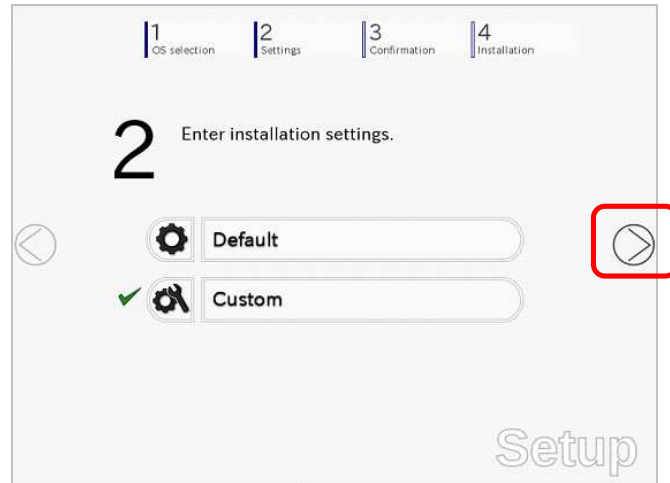 1
OS selection
2
Settings
3
Confirmation
4
Installation
2
Enter installation settings.
Default
Custom
Setup